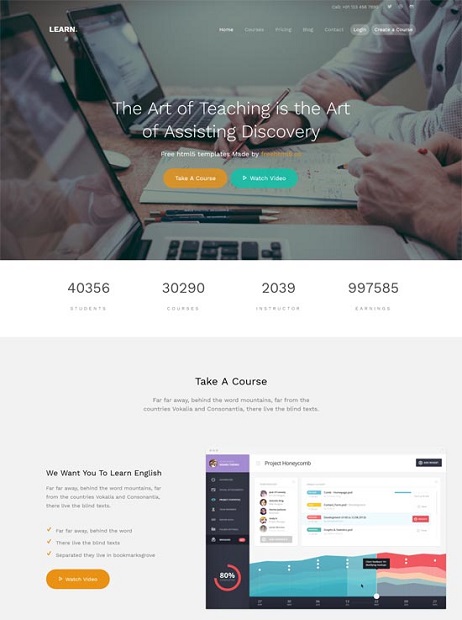 Call: +01 123 456 7890
LEARN.
Home Courses Pricing Blog Contact Login Create a Course
The Art of Teaching is the Art
of Assisting Discovery
Free html5 templates Made by
Take A Course Watch Video
40356 30290 2039 997585
STUDENTS COURSES INSTRUCTOR EARNINGS
Take A Course
Far far away, behind the word mountains, far from the
countries Vokalia and Consonantia, there live the blind texts.
We Want You To Learn English
Far far away, behind the word mountains, far
from the countries Vokalia and Consonantia,
there live the blind texts.
Far far away, behind the word
There live the blind texts
Separated they live in bookmarksgrove
Watch Video
Project Honeycomb
80%